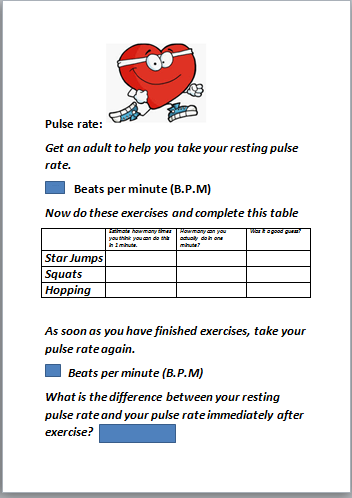 Pulse rate:
Get an adult to help you take your resting pulse
rate.
Beats per minute (B.P.M)
Now do these exercises and complete this table
Estimate how many times
you think you can do this
in 1 minute.
How many can you
actually do in one
minute?
Was it a good guess?
Star Jumps
Squats
Hopping
As soon as you have finished exercises, take your
pulse rate again.
Beats per minute (B.P.M)
What is the difference between your resting
pulse rate and your pulse rate immediately after
exercise?